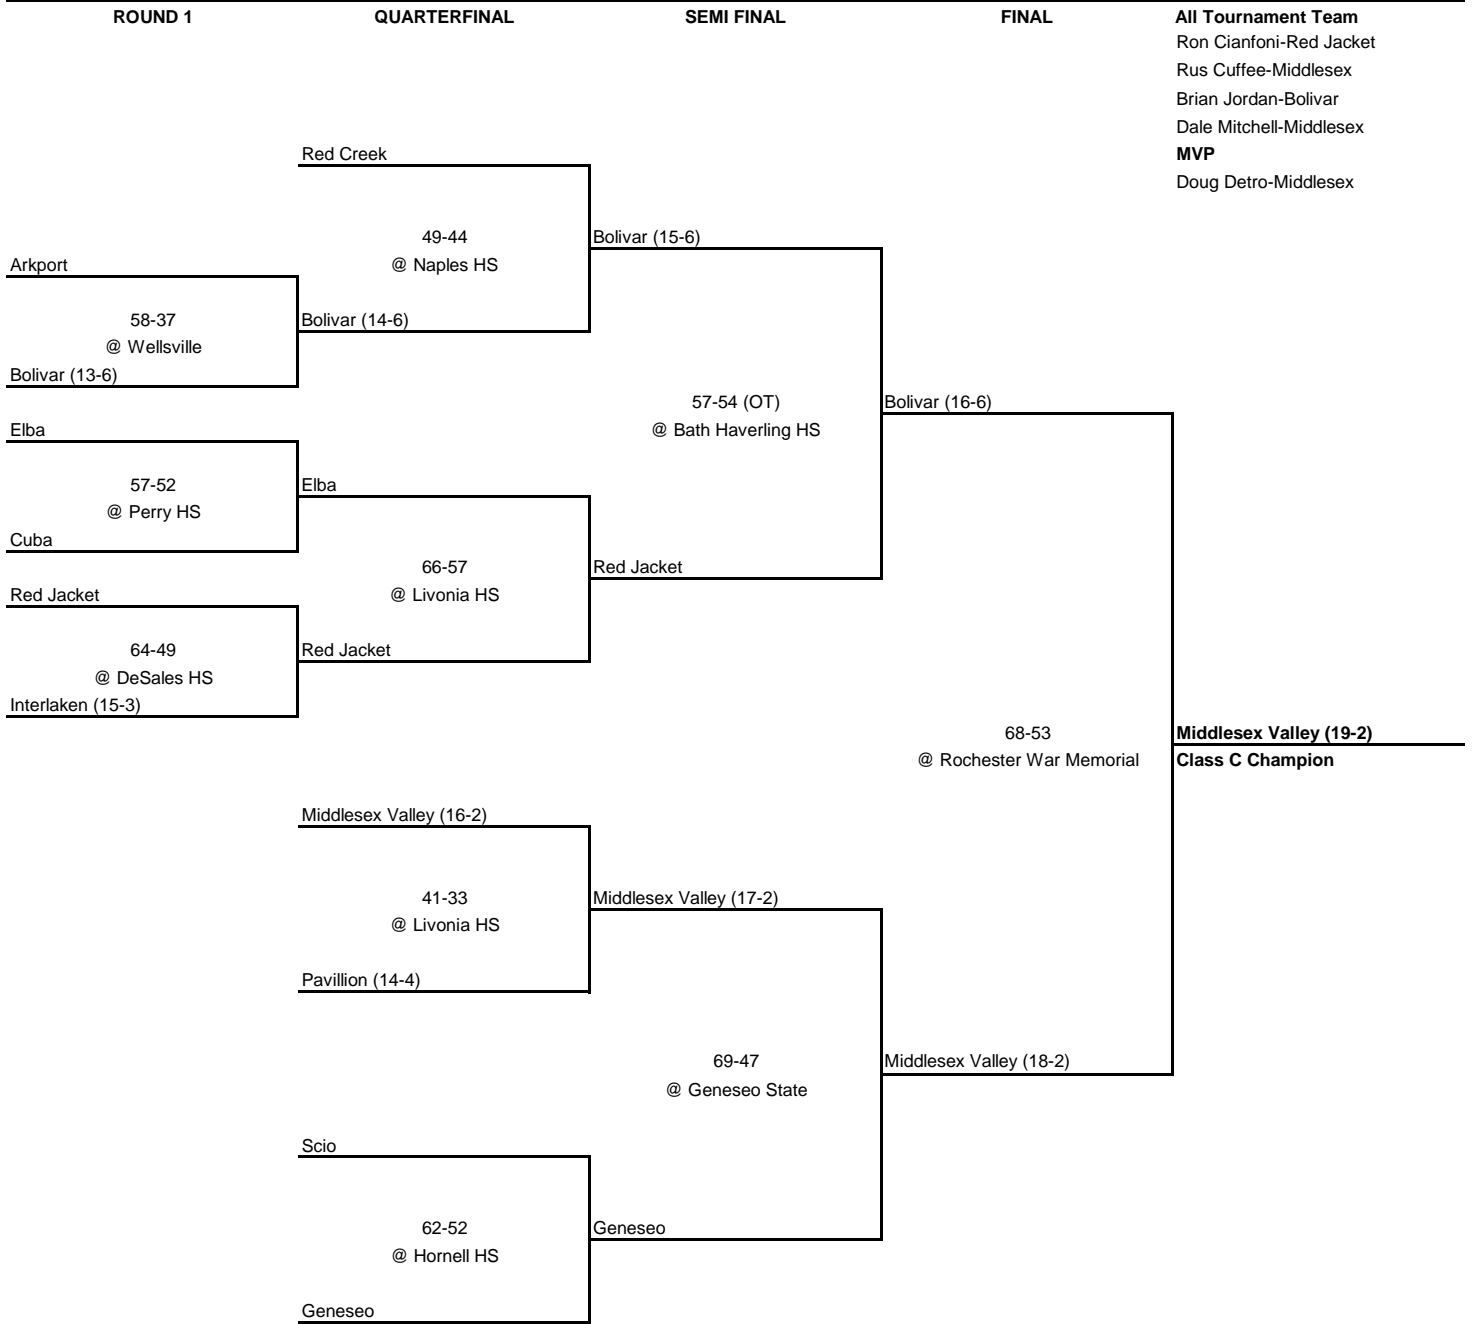 ROUND 1 QUARTERFINAL SEMI FINAL FINAL All Tournament Team
Ron Cianfoni-Red Jacket
Rus Cuffee-Middlesex
Brian Jordan-Bolivar
Dale Mitchell-Middlesex
Red Creek MVP
Doug Detro-Middlesex
49-44 Bolivar (15-6)
Arkport @ Naples HS
58-37 Bolivar (14-6)
@ Wellsville
Bolivar (13-6)
57-54 (OT) Bolivar (16-6)
Elba @ Bath Haverling HS
57-52 Elba
@ Perry HS
Cuba
66-57 Red Jacket
Red Jacket @ Livonia HS
64-49 Red Jacket
@ DeSales HS
Interlaken (15-3)
68-53 Middlesex Valley (19-2)
@ Rochester War Memorial Class C Champion
Middlesex Valley (16-2)
41-33 Middlesex Valley (17-2)
@ Livonia HS
Pavillion (14-4)
69-47 Middlesex Valley (18-2)
@ Geneseo State
Scio
62-52 Geneseo
@ Hornell HS
Geneseo